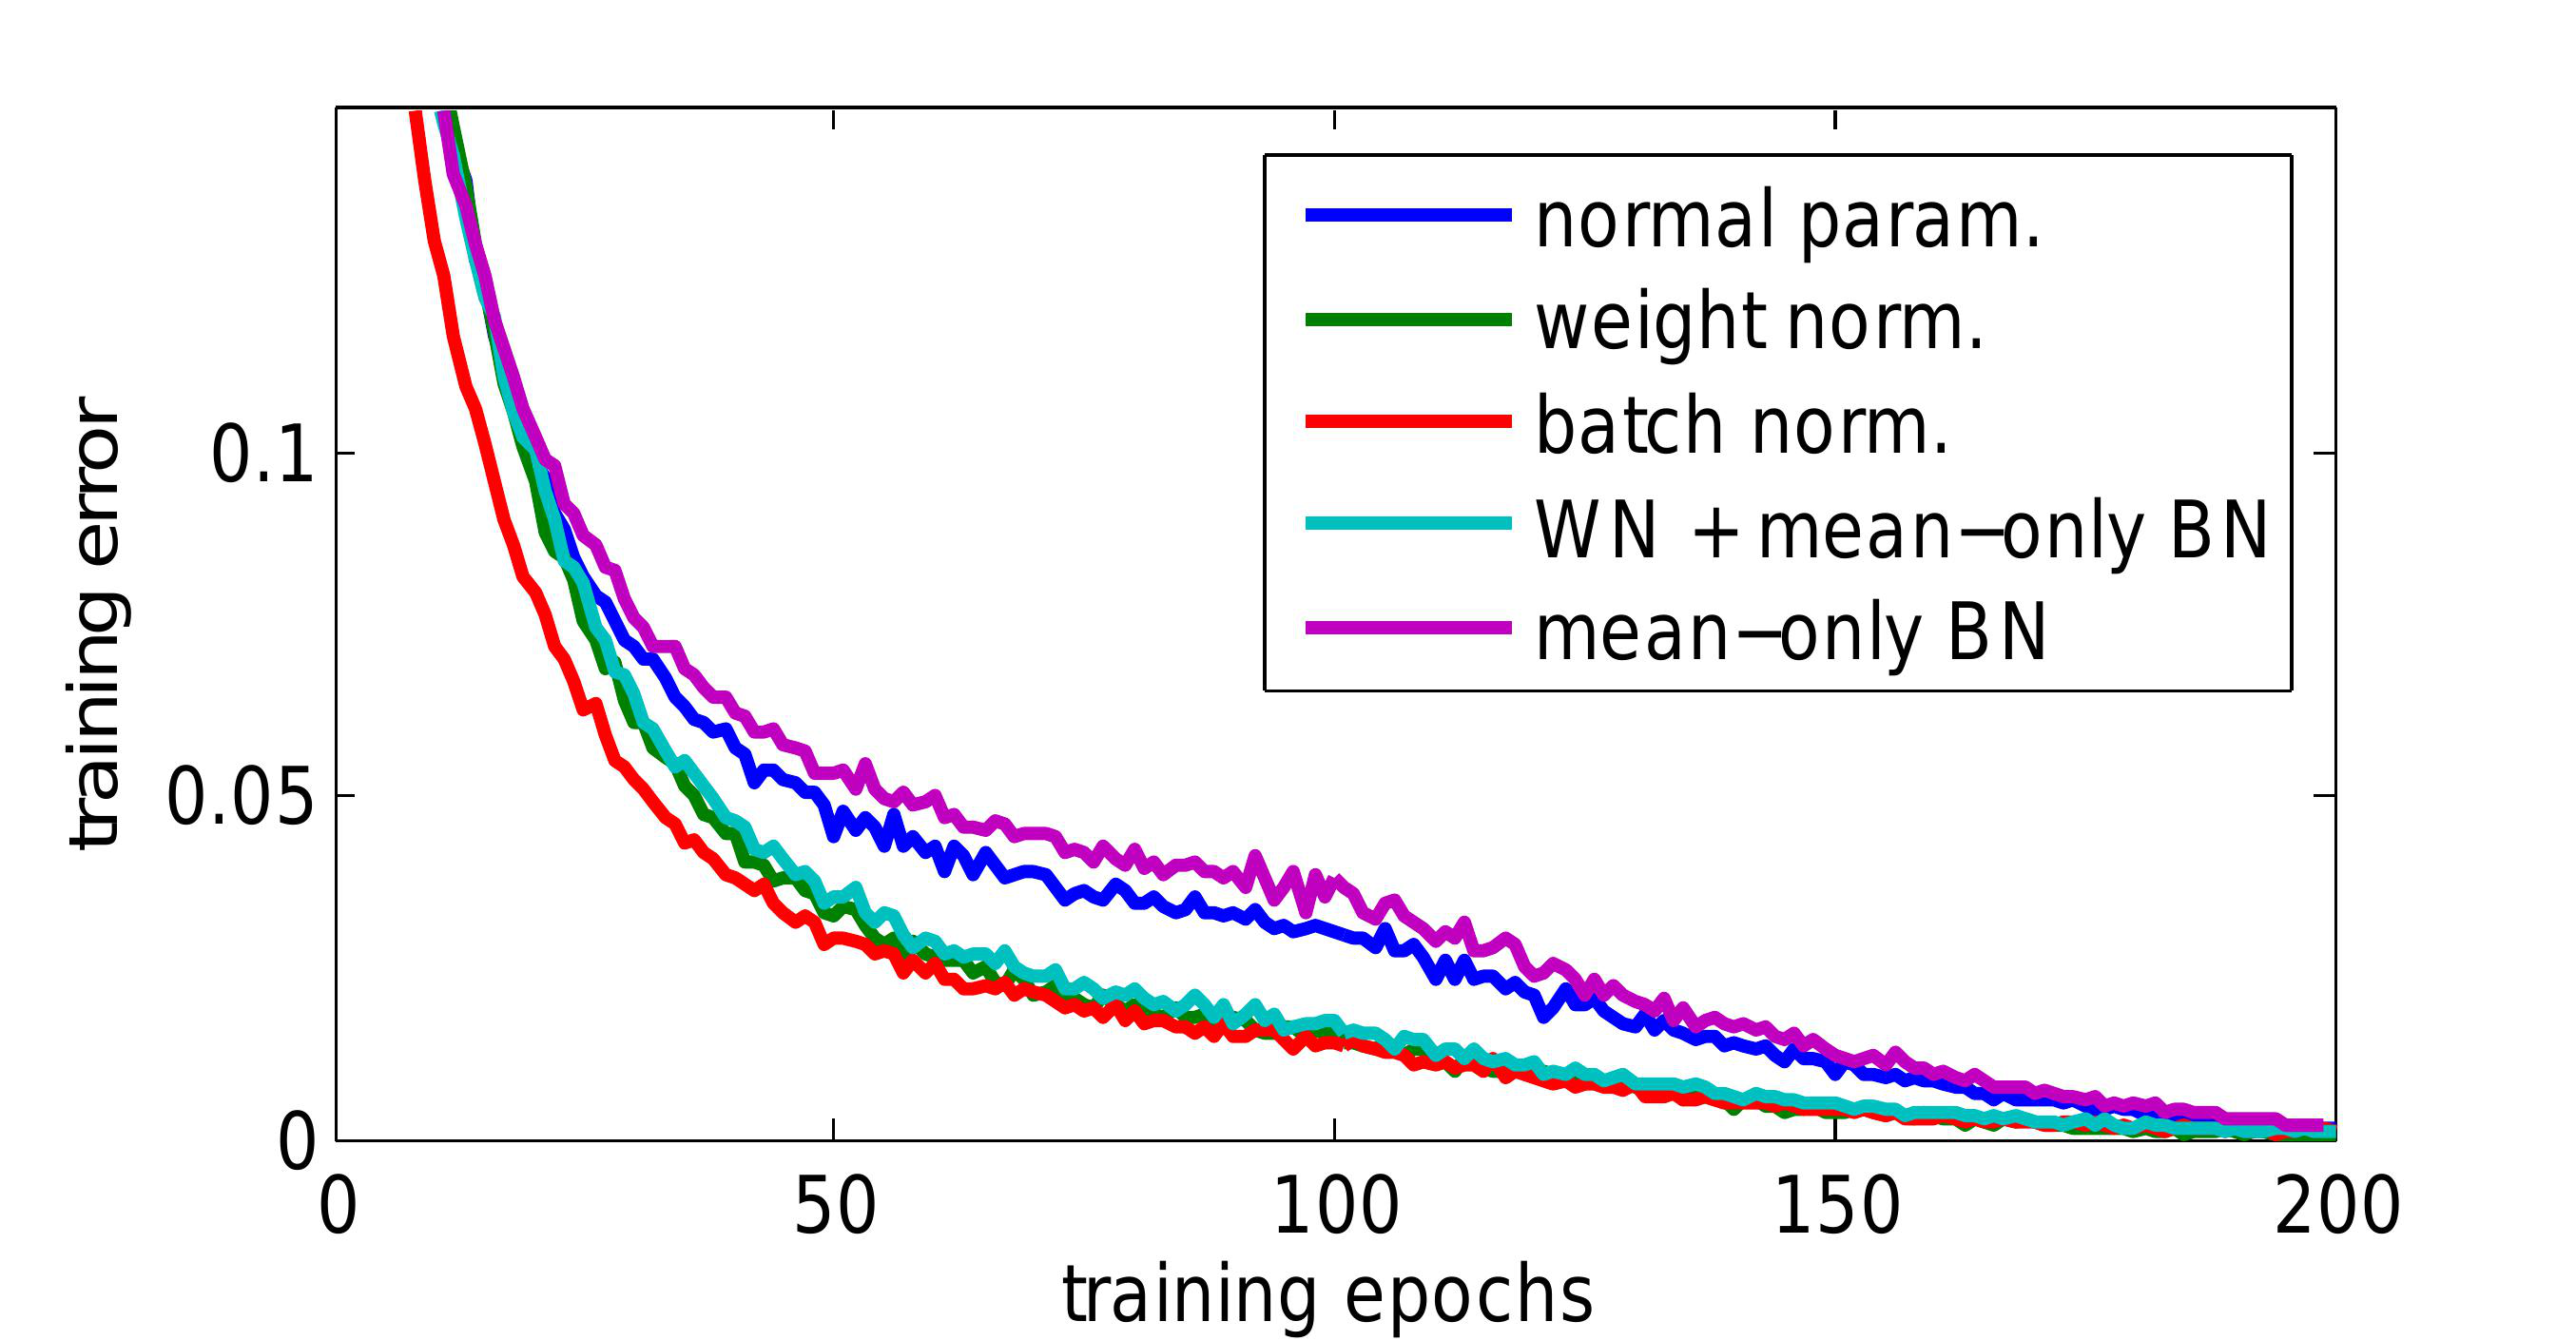 normal param.
weight norm.
batch norm.
WN + mean−only BN
mean−only BN
training error
0.1
0.05
0
0 50 100 150 200
training epochs